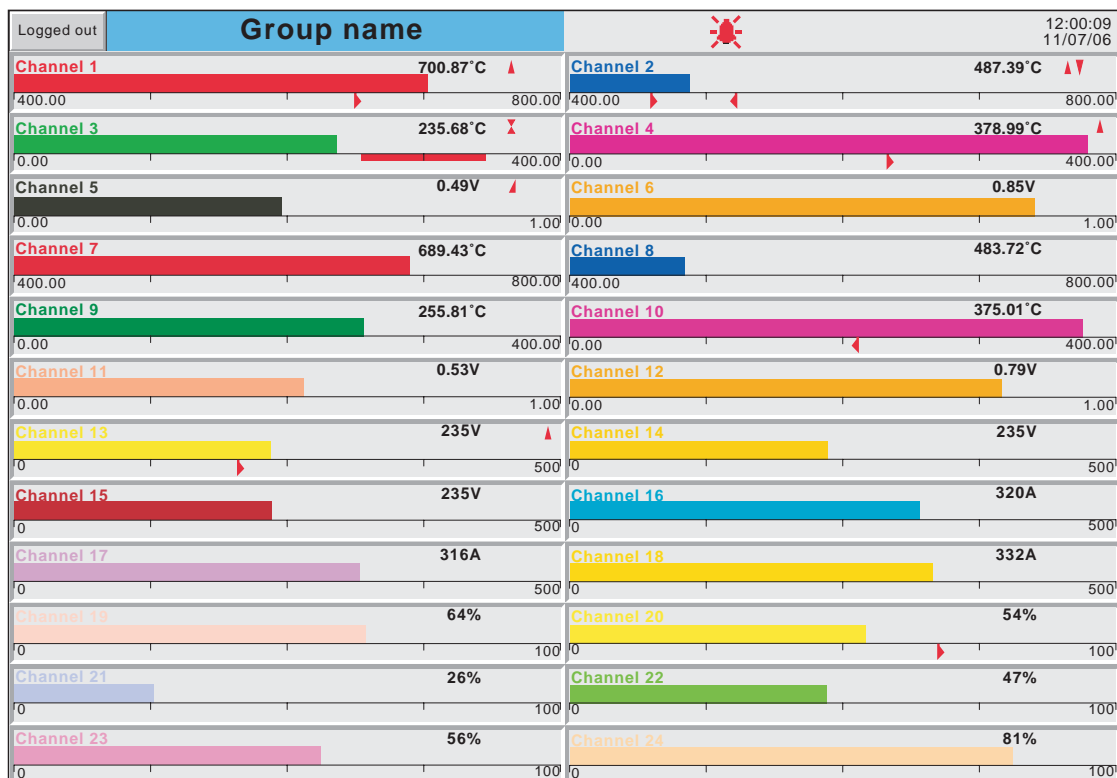 Logged out
Group name
12:00:09
11/07/06
Channel 1 700.87˚C
400.00 800.00
Channel 2 487.39˚C
400.00 800.00
Channel 3 235.68˚C
0.00 400.00
Channel 4 378.99˚C
0.00 400.00
Channel 5 0.49V
0.00 1.00
Channel 6 0.85V
0.00 1.00
Channel 7 689.43˚C
400.00 800.00
Channel 8 483.72˚C
400.00 800.00
Channel 9 255.81˚C
0.00 400.00
Channel 10 375.01˚C
0.00 400.00
Channel 11 0.53V
0.00 1.00
Channel 12 0.79V
0.00 1.00
Channel 13 235V
0 500
Channel 14 235V
0 500
Channel 15 235V
0 500
Channel 16 320A
0 500
Channel 17 316A
0 500
Channel 18 332A
0 500
Channel 19 64%
0 100
Channel 20 54%
0 100
Channel 21 26%
0 100
Channel 22 47%
0 100
Channel 23 56%
0 100
Channel 24 81%
0 100